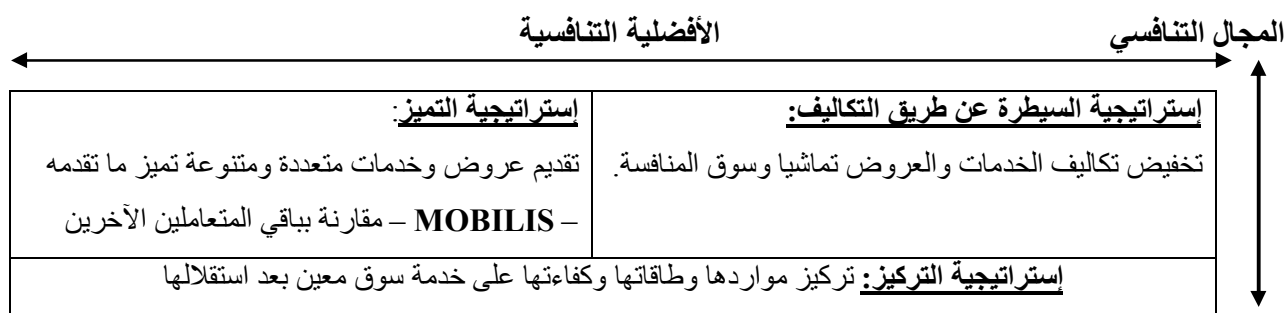 المجال التنافسي
الأفضلية التنافسية
إستراتيجية السيطرة عن طريق التكاليف:
تخفيض تكاليف الخدمات والعروض تماشيا وسوق المنافسة.
إستراتيجية التميز:
تقديم عروض وخدمات متعددة ومتنوعة تميز ما تقدمه
– MOBILIS – مقارنة بباقي المتعاملين الآخرين
إستراتيجية التركيز: تركيز مواردها وطاقاتها وكفاءتها على خدمة سوق معين بعد استقلالها